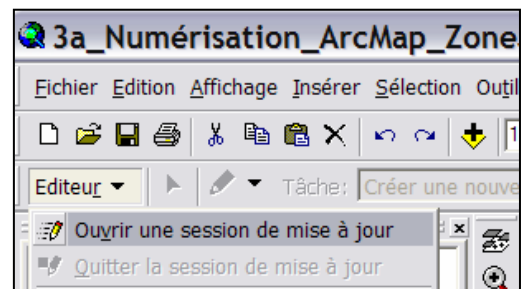 3a_Numérisation_ArcMap_Zone
Fichier Edition Affichage Insérer Sélection Outil
1
Editeur Tâche: Créer une nouve
Ouvrir une session de mise à jour
Quitter la session de mise à jour